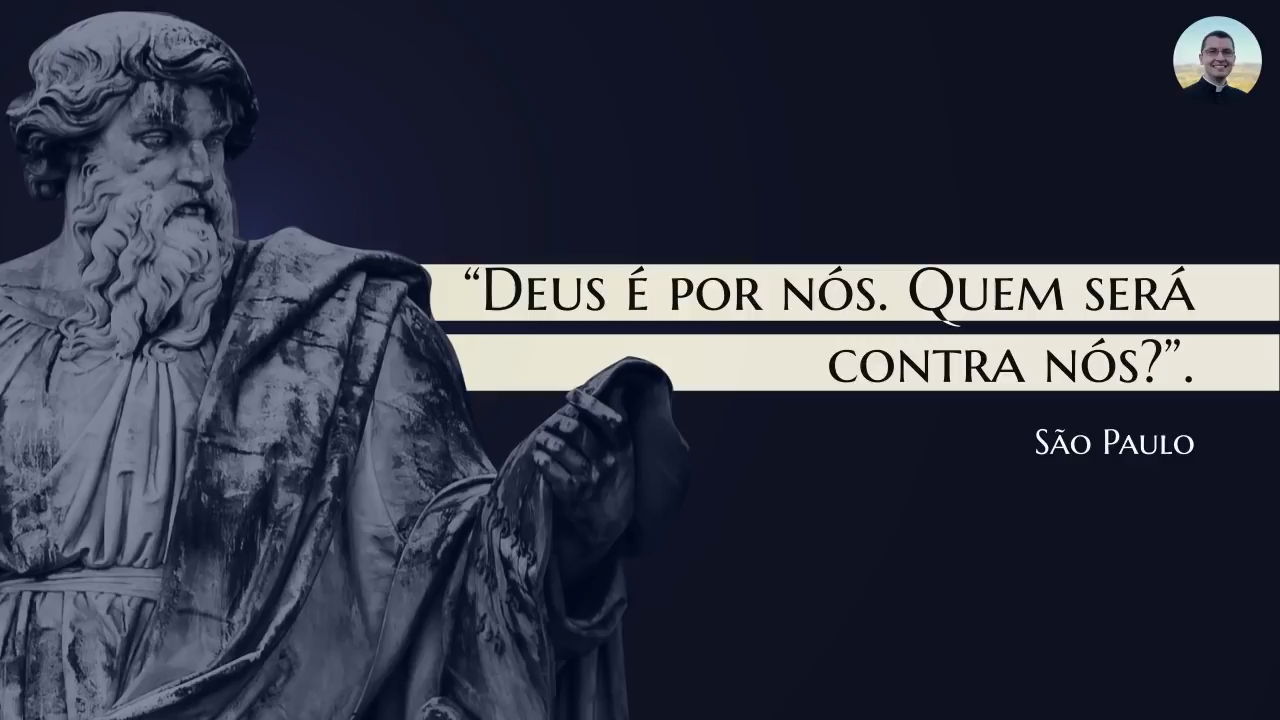 “Deus é por nós. Quem será
contra nós?”.
São Paulo